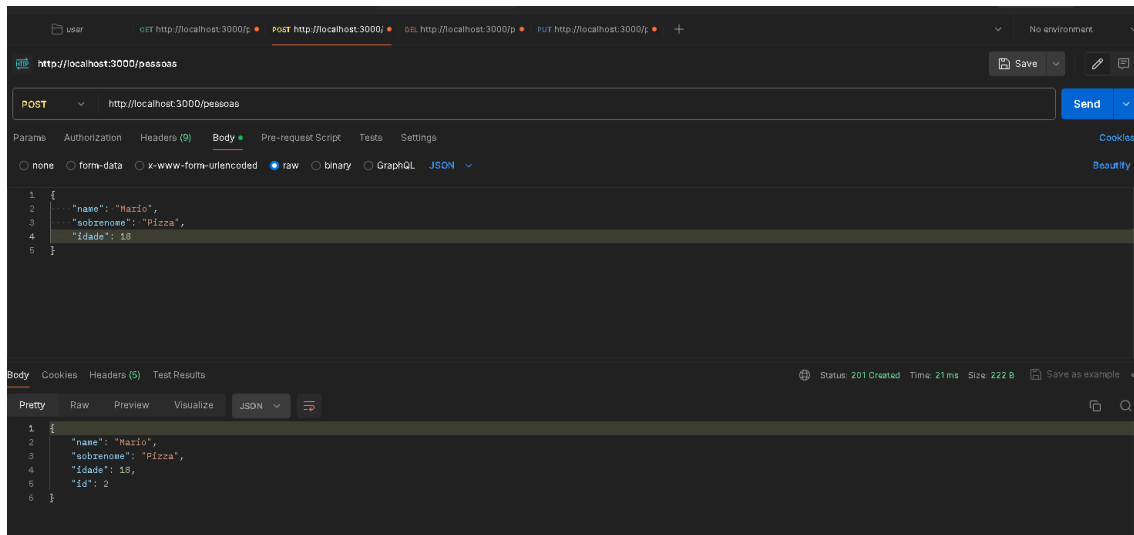 user GET http://localhost:3000/p POST http://localhost:3000/ DEL http://localhost:3000/p PUT http://localhost:3000/p + No environment
HTTP http://localhost:3000/pessoas Save
POST http://localhost:3000/pessoas Send
Params Authorization Headers (9) Body Pre-request Script Tests Settings Cookies
none form-data x-www-form-urlencoded raw binary GraphQL JSON Beautify
1 {
2 "name": "Mario",
3 "sobrenome": "Pizza",
4 "idade": 18
5 }
Body Cookies Headers (5) Test Results Status: 201 Created Time: 21 ms Size: 222 B Save as example
Pretty Raw Preview Visualize JSON
1 {
2 "name": "Mario",
3 "sobrenome": "Pizza",
4 "idade": 18,
5 "id": 2
6 }